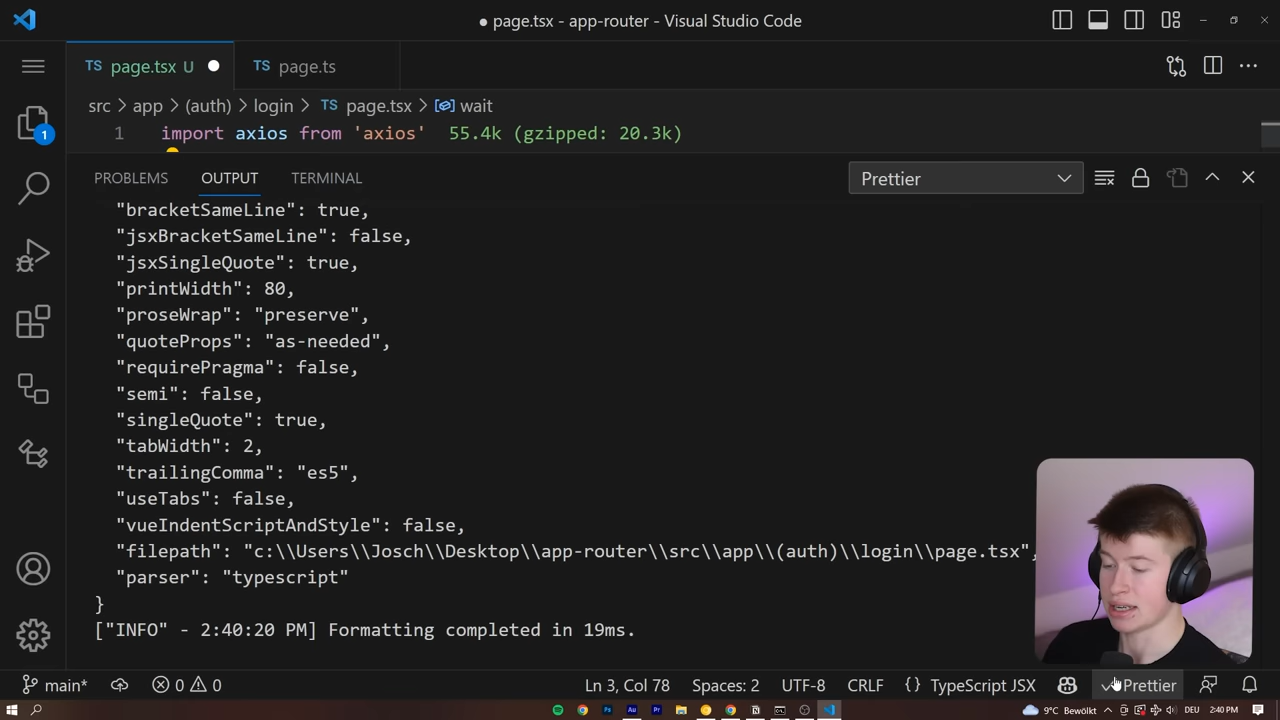 ● page.tsx - app-router - Visual Studio Code
TS page.tsx U ●
TS page.ts
src > app > (auth) > login > TS page.tsx > wait
1 import axios from 'axios' 55.4k (gzipped: 20.3k)
1
PROBLEMS OUTPUT TERMINAL
Prettier
"bracketSameLine": true,
"jsxBracketSameLine": false,
"jsxSingleQuote": true,
"printWidth": 80,
"proseWrap": "preserve",
"quoteProps": "as-needed",
"requirePragma": false,
"semi": false,
"singleQuote": true,
"tabWidth": 2,
"trailingComma": "es5",
"useTabs": false,
"vueIndentScriptAndStyle": false,
"filepath": "c:\\Users\\Josch\\Desktop\\app-router\\src\\app\\(auth)\\login\\page.tsx",
"parser": "typescript"
}
["INFO" - 2:40:20 PM] Formatting completed in 19ms.
main* 0 0 Ln 3, Col 78 Spaces: 2 UTF-8 CRLF {} TypeScript JSX Prettier
9°C Bewölkt DEU 2:40 PM